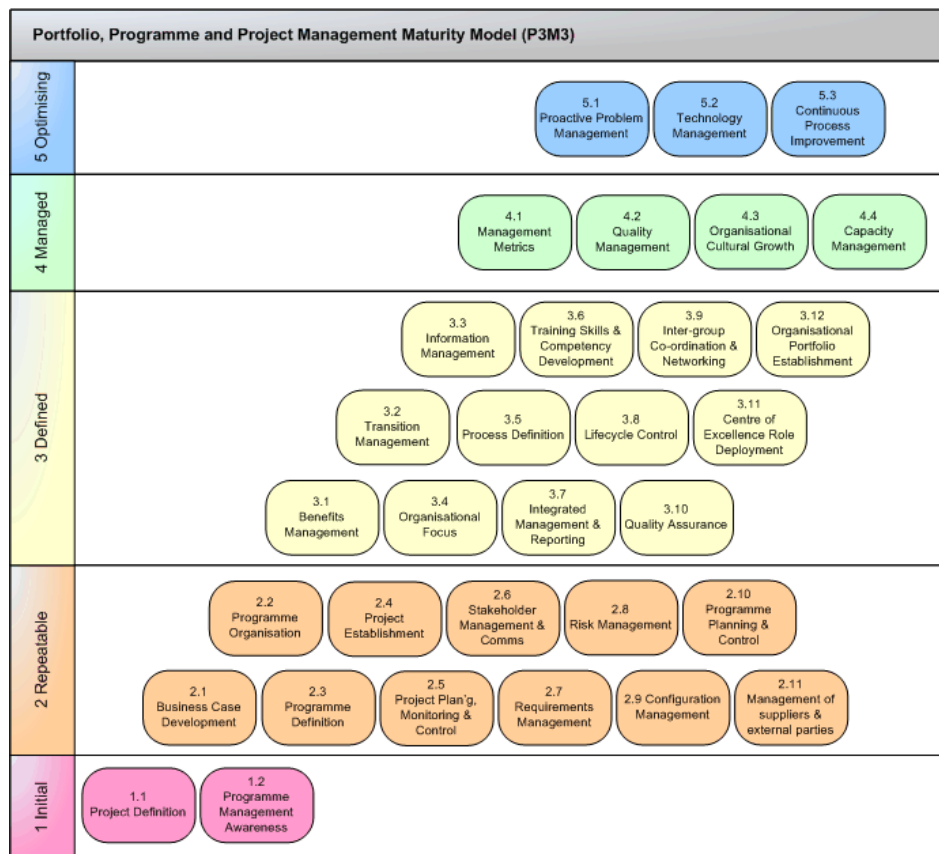 Portfolio, Programme and Project Management Maturity Model (P3M3)
5 Optimising
5.1
Proactive Problem
Management
5.2
Technology
Management
5.3
Continuous
Process
Improvement
4 Managed
4.1
Management
Metrics
4.2
Quality
Management
4.3
Organisational
Cultural Growth
4.4
Capacity
Management
3 Defined
3.3
Information
Management
3.6
Training Skills &
Competency
Development
3.9
Inter-group
Co-ordination &
Networking
3.12
Organisational
Portfolio
Establishment
3.2
Transition
Management
3.5
Process Definition
3.8
Lifecycle Control
3.11
Centre of
Excellence Role
Deployment
3.1
Benefits
Management
3.4
Organisational
Focus
3.7
Integrated
Management &
Reporting
3.10
Quality Assurance
2 Repeatable
2.2
Programme
Organisation
2.4
Project
Establishment
2.6
Stakeholder
Management &
Comms
2.8
Risk Management
2.10
Programme
Planning &
Control
2.1
Business Case
Development
2.3
Programme
Definition
2.5
Project Plan'g,
Monitoring &
Control
2.7
Requirements
Management
2.9 Configuration
Management
2.11
Management of
suppliers &
external parties
1 Initial
1.1
Project Definition
1.2
Programme
Management
Awareness